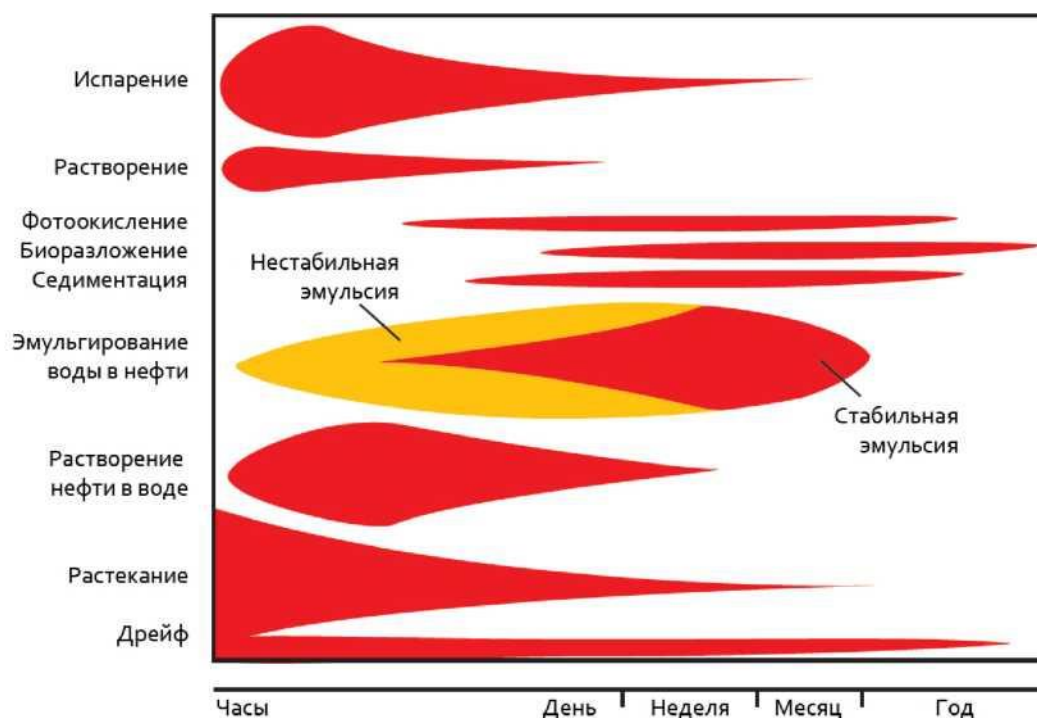 Испарение
Растворение
Фотоокисление
Биоразложение
Седиментация
Нестабильная
эмульсия
Эмульгирование
воды в нефти
Стабильная
эмульсия
Растворение
нефти в воде
Растекание
Дрейф
Часы День Неделя Месяц Год